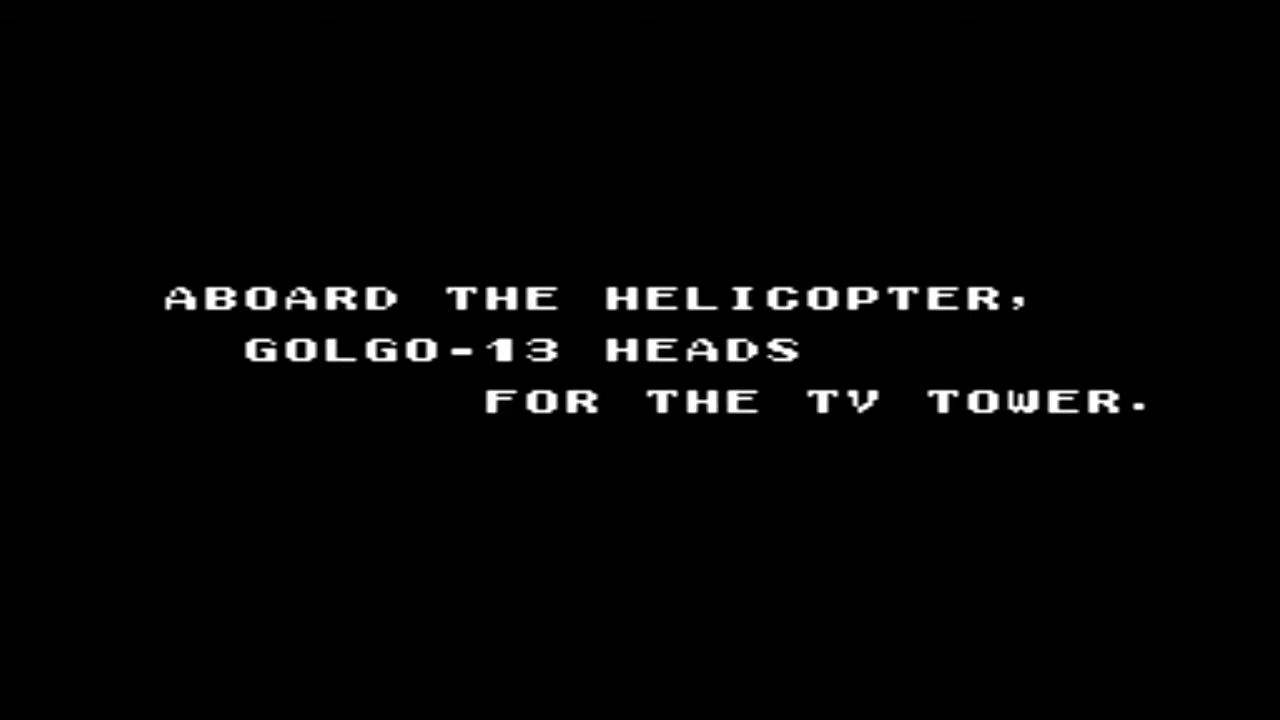 ABOARD THE HELICOPTER,
GOLGO-13 HEADS
FOR THE TV TOWER.